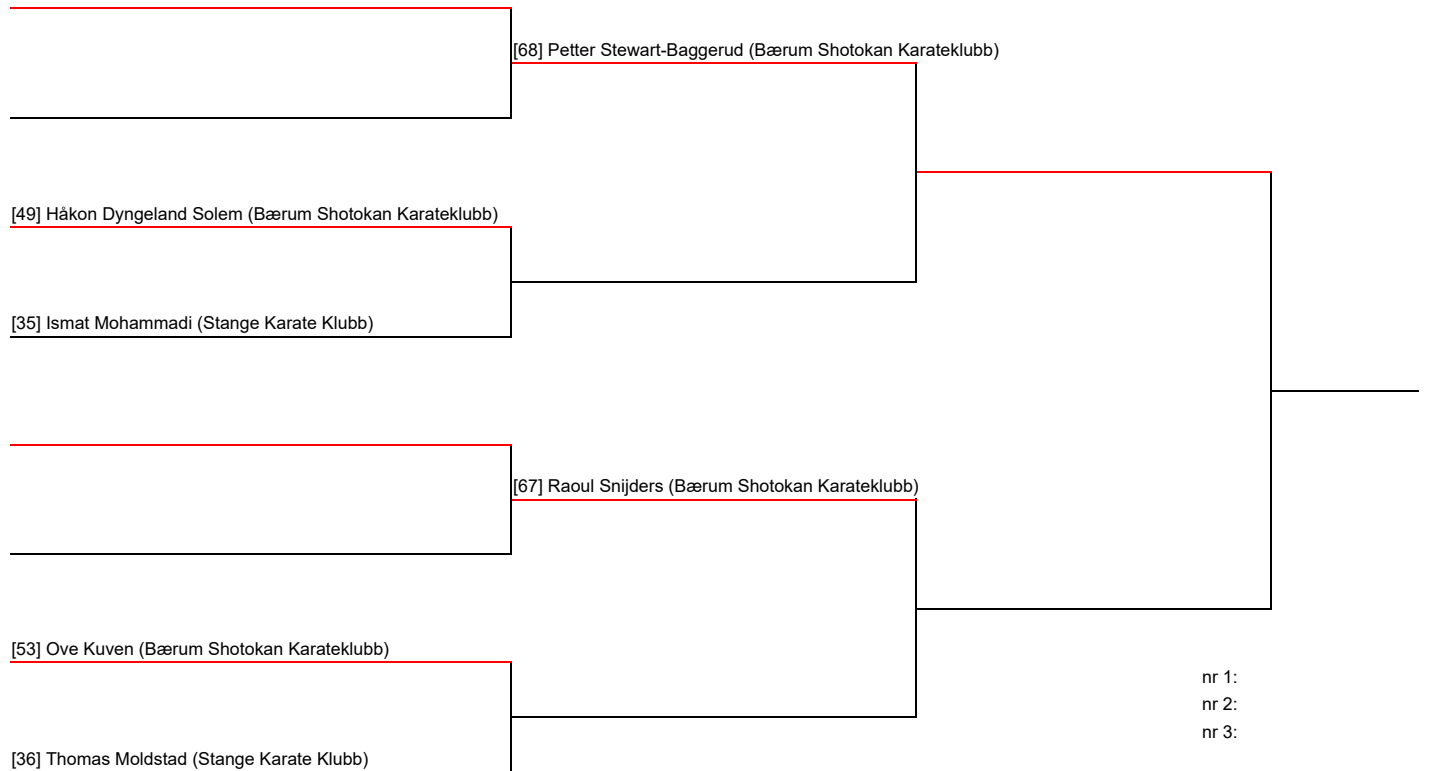 [68] Petter Stewart-Baggerud (Bærum Shotokan Karateklubb)
[49] Håkon Dyngeland Solem (Bærum Shotokan Karateklubb)
[35] Ismat Mohammadi (Stange Karate Klubb)
[67] Raoul Snijders (Bærum Shotokan Karateklubb)
[53] Ove Kuven (Bærum Shotokan Karateklubb)
[36] Thomas Moldstad (Stange Karate Klubb)
nr 1:
nr 2:
nr 3: